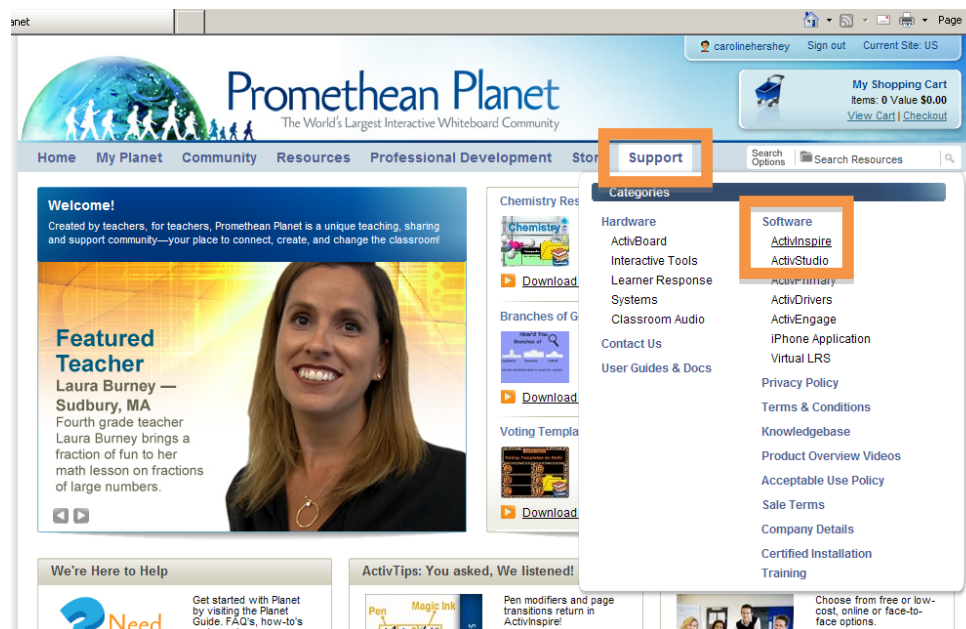 anet
Page
carolinehershey Sign out Current Site: US
Promethean Planet
The World's Largest Interactive Whiteboard Community
My Shopping Cart
Items: 0 Value $0.00
View Cart | Checkout
Home My Planet Community Resources Professional Development Stor Support
Search Options
Search Resources
Welcome!
Created by teachers, for teachers, Promethean Planet is a unique teaching, sharing
and support community—your place to connect, create, and change the classroom!
Featured
Teacher
Laura Burney —
Sudbury, MA
Fourth grade teacher
Laura Burney brings a
fraction of fun to her
math lesson on fractions
of large numbers.
Chemistry Res
Chemistry
Download
Branches of G
How'd You
Branches of
Download
Voting Templa
Download
Categories
Hardware
ActivBoard
Interactive Tools
Learner Response
Systems
Classroom Audio
Contact Us
User Guides & Docs
Software
ActivInspire
ActivStudio
ActivPrimary
ActivDrivers
ActivEngage
iPhone Application
Virtual LRS
Privacy Policy
Terms & Conditions
Knowledgebase
Product Overview Videos
Acceptable Use Policy
Sale Terms
Company Details
Certified Installation
Training
We're Here to Help
Need
Get started with Planet
by visiting the Planet
Guide. FAQ's, how-to's
ActivTips: You asked, We listened!
Pen Magic Ink
Pen modifiers and page
transitions return in
ActivInspire!
Choose from free or low-
cost, online or face-to-
face options.